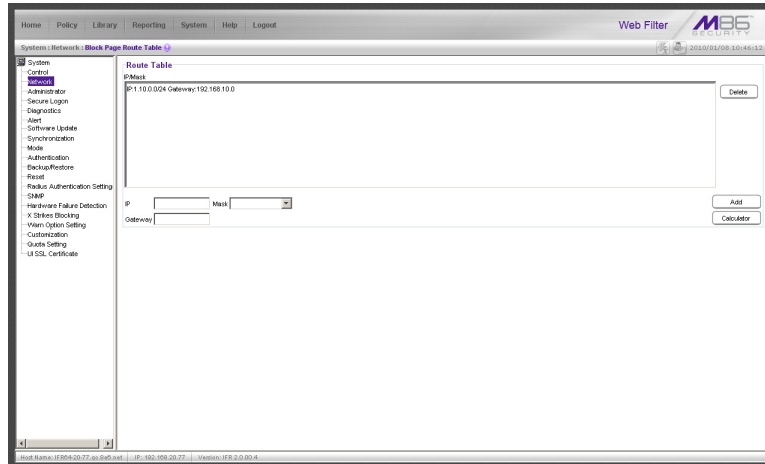 Home Policy Library Reporting System Help Logout
Web Filter
M86
SECURITY
System : Network : Block Page Route Table
2010/01/08 10:46:12
System
Control
Network
Administrator
Secure Logon
Diagnostics
Alert
Software Update
Synchronization
Mode
Authentication
Backup/Restore
Reset
Radius Authentication Setting
SNMP
Hardware Failure Detection
X Strikes Blocking
Warn Option Setting
Customization
Quota Setting
UI SSL Certificate
Route Table
IP/Mask
IP:1.10.0.0/24 Gateway:192.168.10.0
Delete
IP Mask
Add
Gateway
Calculator
Host Name: IFR64-20-77.qc.8e6.net IP: 192.168.20.77 Version: IFR 2.0.00.4